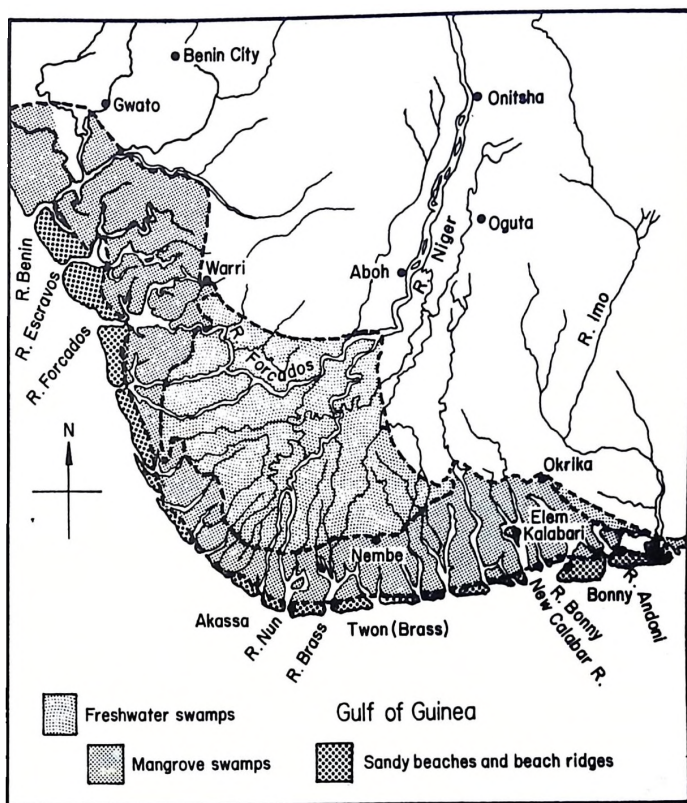 Benin City
Gwato
Onitsha
Oguta
R. Niger
Aboh
R. Imo
Warri
R. Benin
R. Escravos
R. Forcados
R. Forcados
N
Okrika
Elem
Kalabari
Nembe
Akassa
R. Nun
R. Brass
Twon (Brass)
New Calabar R.
R. Bonny
Bonny
R. Andoni
Freshwater swamps
Gulf of Guinea
Mangrove swamps
Sandy beaches and beach ridges